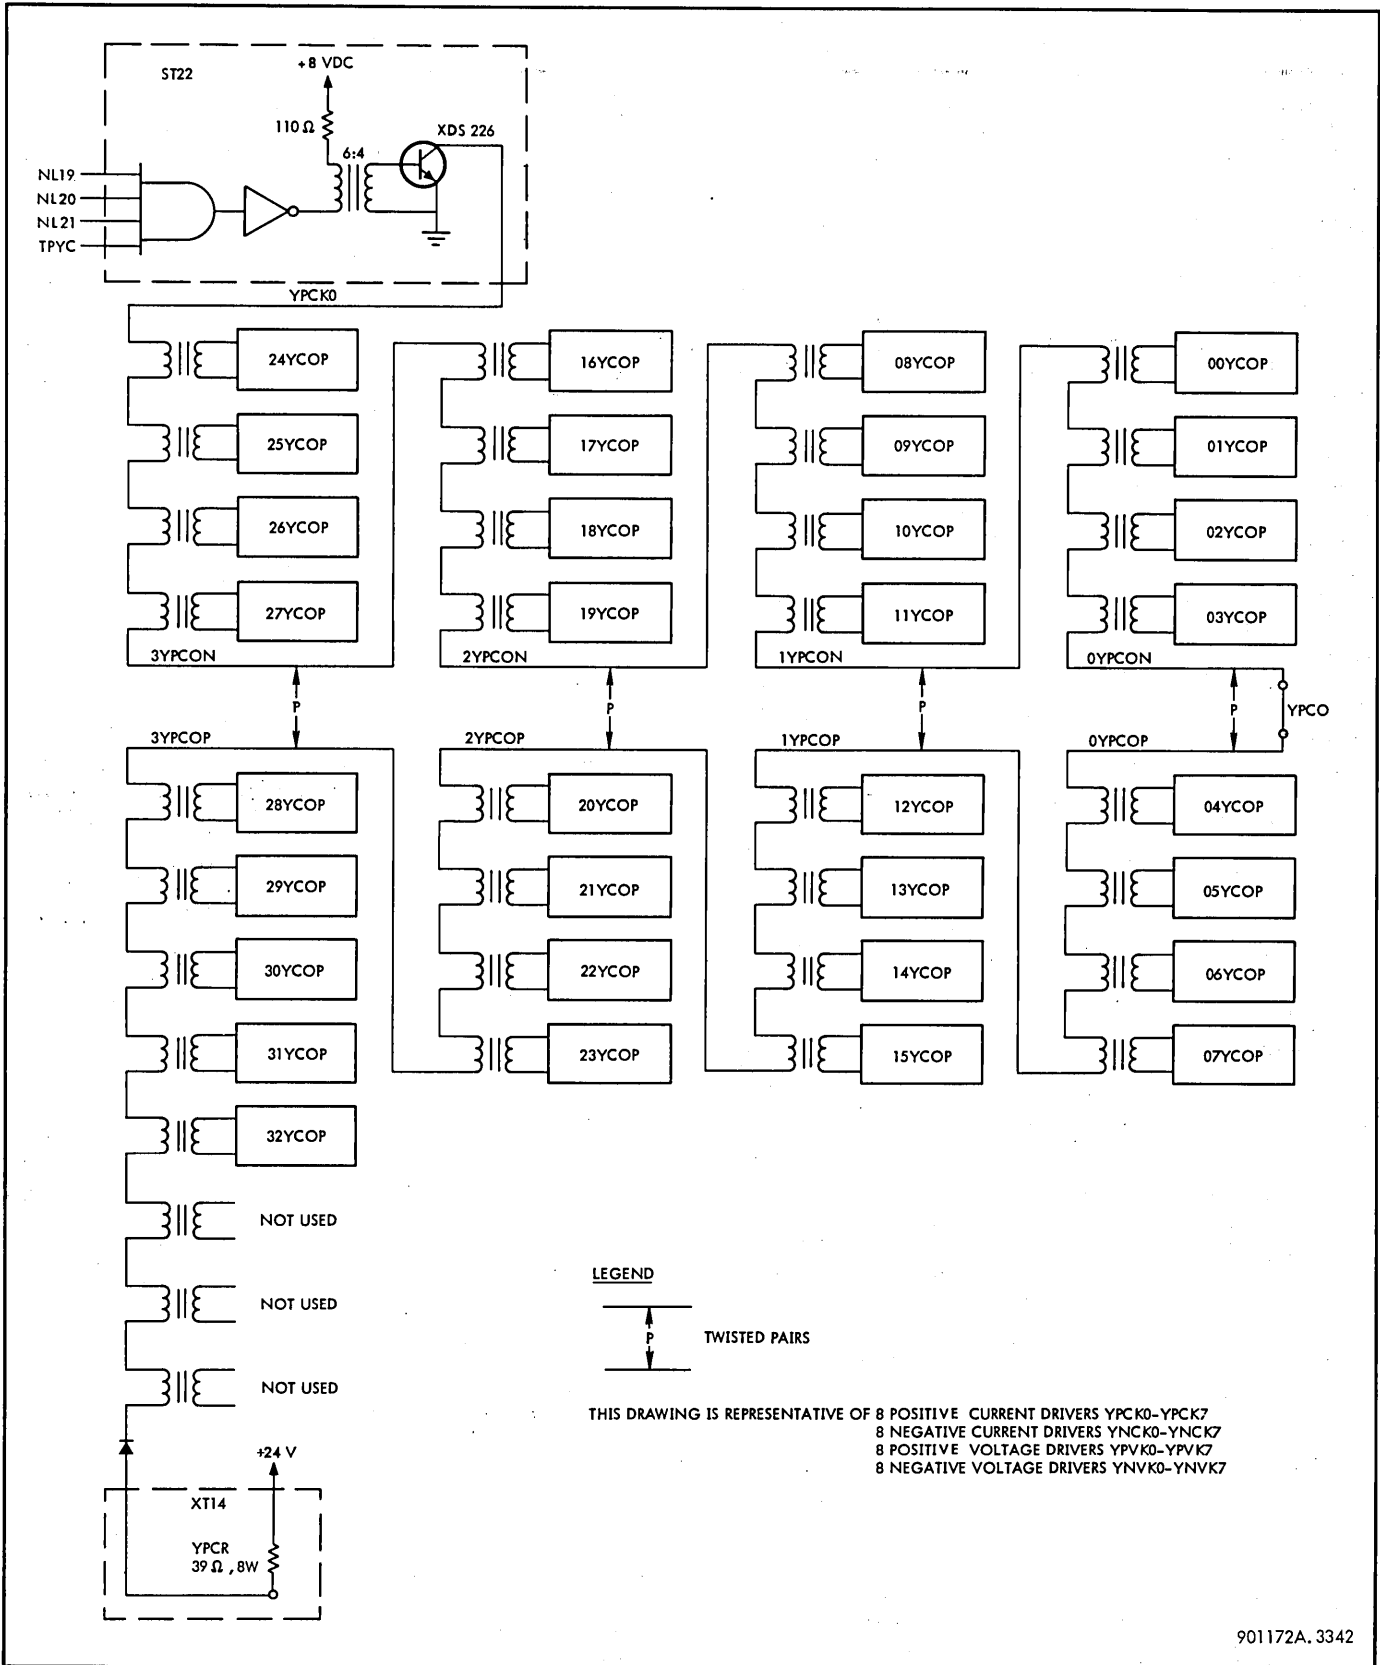 ST22
+8 VDC
110 Ω
6:4
XDS 226
NL19
NL20
NL21
TPYC
YPCK0
24YCOP
16YCOP
08YCOP
00YCOP
25YCOP
17YCOP
09YCOP
01YCOP
26YCOP
18YCOP
10YCOP
02YCOP
27YCOP
19YCOP
11YCOP
03YCOP
3YPCON
2YPCON
1YPCON
0YPCON
P
P
P
P
YPCO
3YPCOP
2YPCOP
1YPCOP
0YPCOP
28YCOP
20YCOP
12YCOP
04YCOP
29YCOP
21YCOP
13YCOP
05YCOP
30YCOP
22YCOP
14YCOP
06YCOP
31YCOP
23YCOP
15YCOP
07YCOP
32YCOP
NOT USED
NOT USED
NOT USED
LEGEND
P
TWISTED PAIRS
THIS DRAWING IS REPRESENTATIVE OF 8 POSITIVE CURRENT DRIVERS YPCK0-YPCK7
8 NEGATIVE CURRENT DRIVERS YNCK0-YNCK7
8 POSITIVE VOLTAGE DRIVERS YPVK0-YPVK7
8 NEGATIVE VOLTAGE DRIVERS YNVK0-YNVK7
+24 V
XT14
YPCR
39 Ω , 8W
901172A. 3342